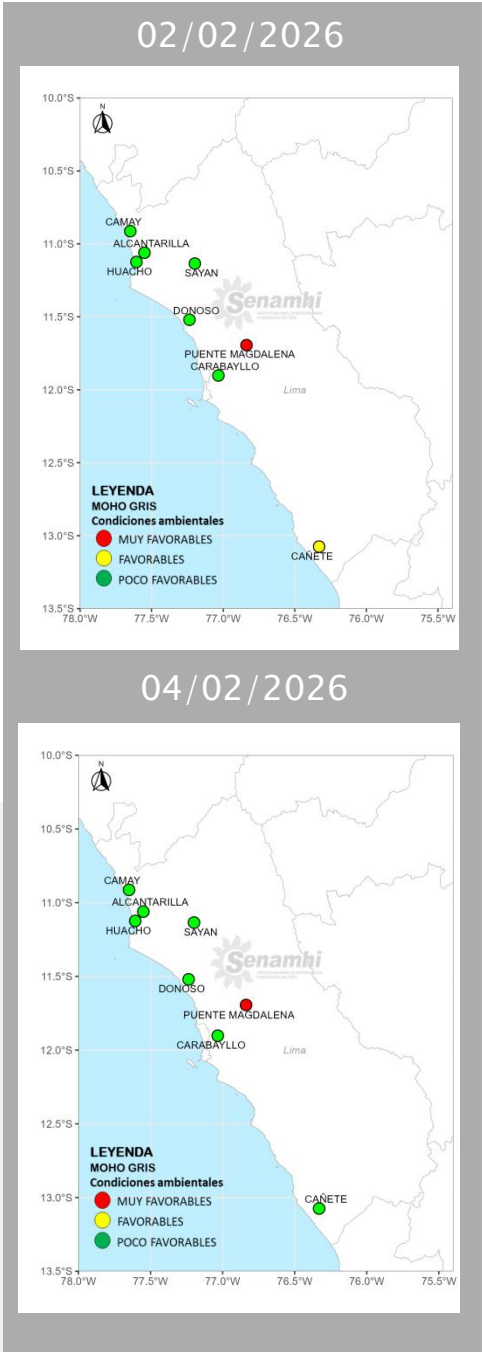 02/02/2026
10.0°S
N
10.5°S
CAMAY
11.0°S
ALCANTARILLA
HUACHO
SAYAN
Senamhi
11.5°S
DONOSO
PUENTE MAGDALENA
CARABAYLLO
12.0°S
Lima
12.5°S
LEYENDA
MOHO GRIS
Condiciones ambientales
13.0°S
MUY FAVORABLES
CAÑETE
FAVORABLES
POCO FAVORABLES
13.5°S
78.0°W 77.5°W 77.0°W 76.5°W 76.0°W 75.5°W
04/02/2026
10.0°S
N
10.5°S
CAMAY
11.0°S
ALCANTARILLA
HUACHO
SAYAN
Senamhi
11.5°S
DONOSO
PUENTE MAGDALENA
CARABAYLLO
12.0°S
Lima
12.5°S
LEYENDA
MOHO GRIS
Condiciones ambientales
13.0°S
CAÑETE
MUY FAVORABLES
FAVORABLES
POCO FAVORABLES
13.5°S
78.0°W 77.5°W 77.0°W 76.5°W 76.0°W 75.5°W